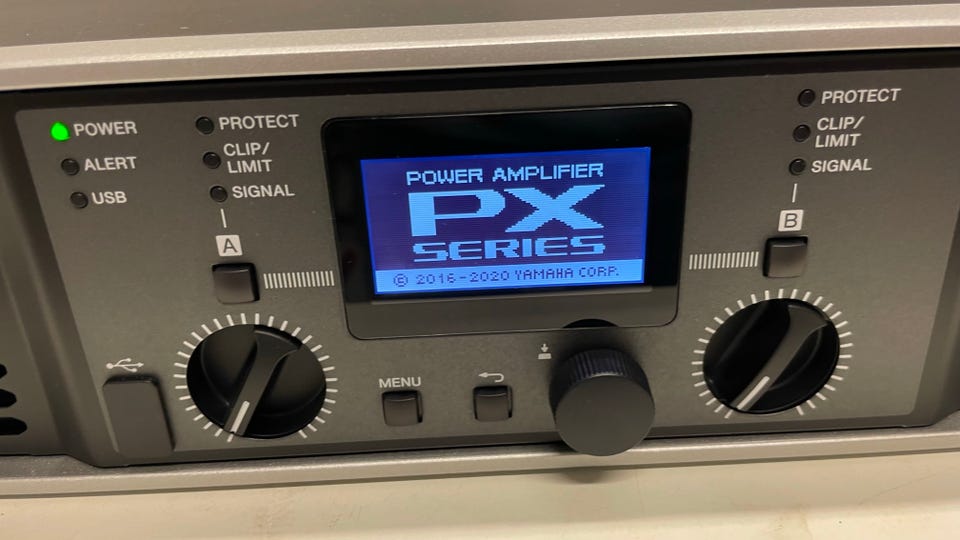 POWER
ALERT
USB
PROTECT
CLIP/
LIMIT
SIGNAL
A
POWER AMPLIFIER
PX
SERIES
© 2016-2020 YAMAHA CORP.
PROTECT
CLIP/
LIMIT
SIGNAL
B
MENU